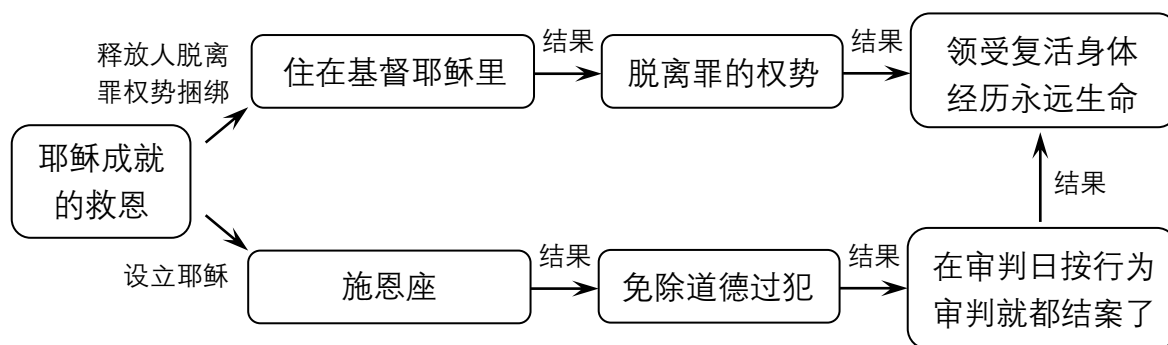 释放人脱离
罪权势捆绑
住在基督耶稣里
结果
脱离罪的权势
结果
领受复活身体
经历永远生命
耶稣成就
的救恩
结果
设立耶稣
施恩座
结果
免除道德过犯
结果
在审判日按行为
审判就都结案了